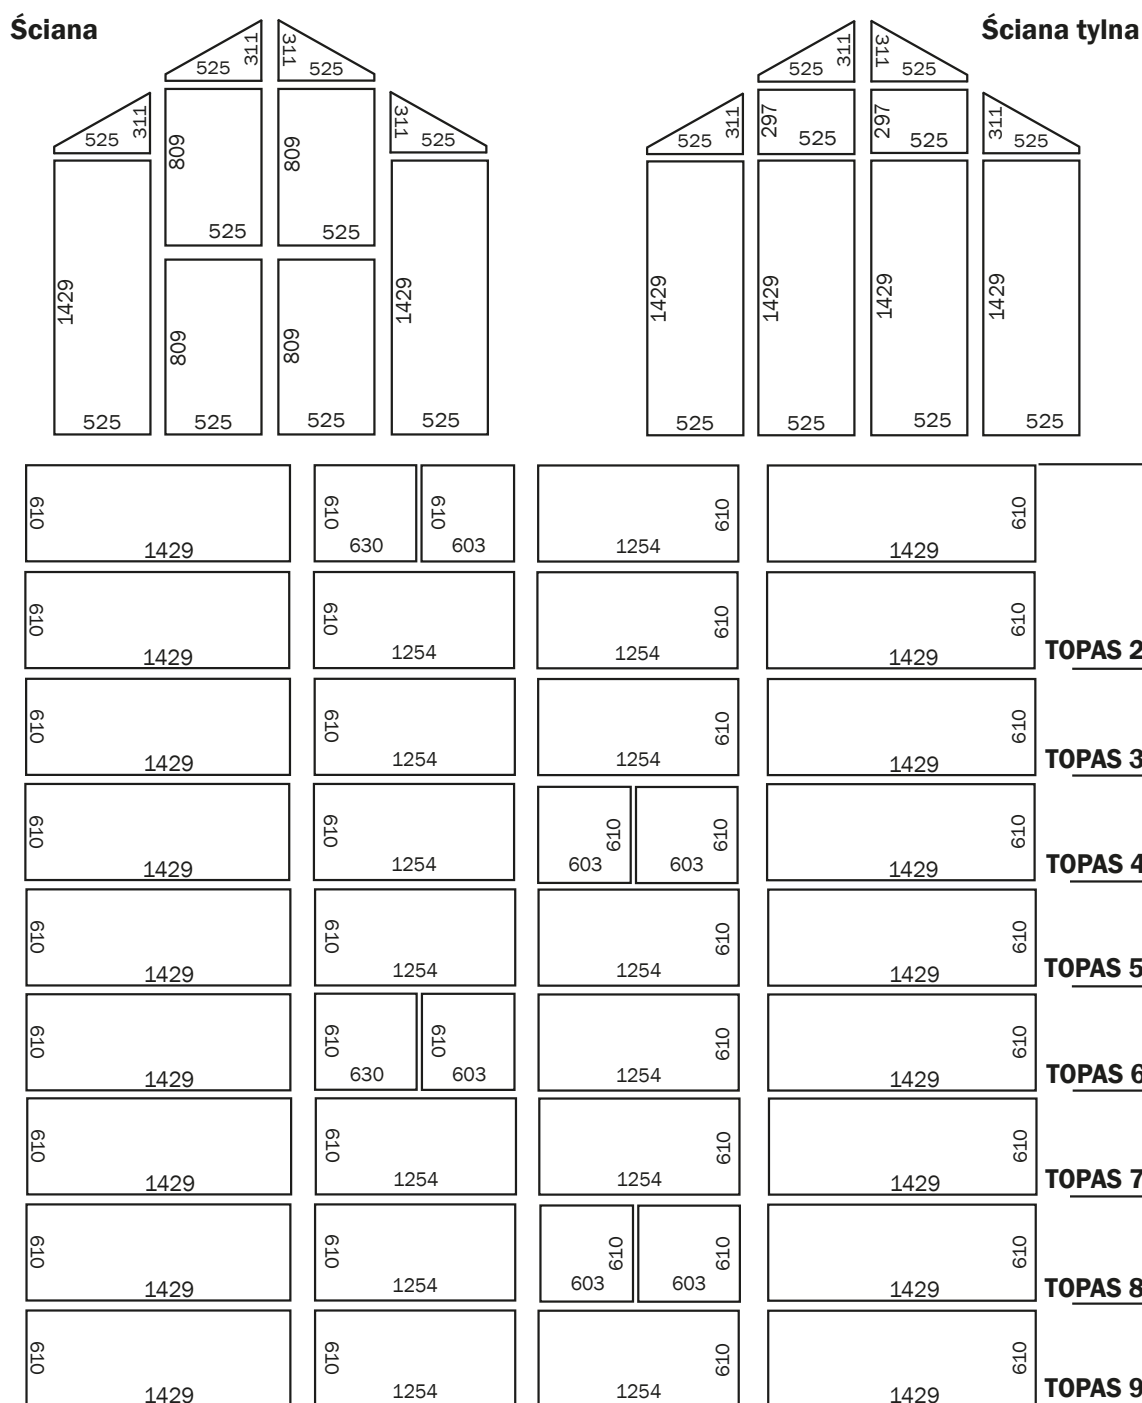 Ściana
Ściana tylna
311 311
525 525
311 311
525 525
809 809
525 525
1429 1429
809 809
525 525 525 525
311 311
525 525
311 297 297 311
525 525 525 525
1429 1429 1429 1429
525 525 525 525
610 610 610 610 610
1429 630 603 1254 1429
610 610 610 610
1429 1254 1254 1429
TOPAS 2
610 610 610 610
1429 1254 1254 1429
TOPAS 3
610 610 610 610 610
1429 1254 603 603 1429
TOPAS 4
610 610 610 610
1429 1254 1254 1429
TOPAS 5
610 610 610 610 610
1429 630 603 1254 1429
TOPAS 6
610 610 610 610
1429 1254 1254 1429
TOPAS 7
610 610 610 610 610
1429 1254 603 603 1429
TOPAS 8
610 610 610 610
1429 1254 1254 1429
TOPAS 9